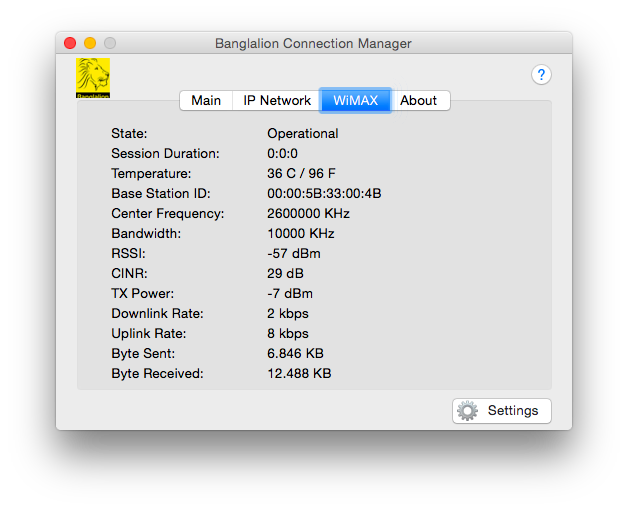 Banglalion Connection Manager
Banglalion
?
Main IP Network WiMAX About
State: Operational
Session Duration: 0:0:0
Temperature: 36 C / 96 F
Base Station ID: 00:00:5B:33:00:4B
Center Frequency: 2600000 KHz
Bandwidth: 10000 KHz
RSSI: -57 dBm
CINR: 29 dB
TX Power: -7 dBm
Downlink Rate: 2 kbps
Uplink Rate: 8 kbps
Byte Sent: 6.846 KB
Byte Received: 12.488 KB
Settings